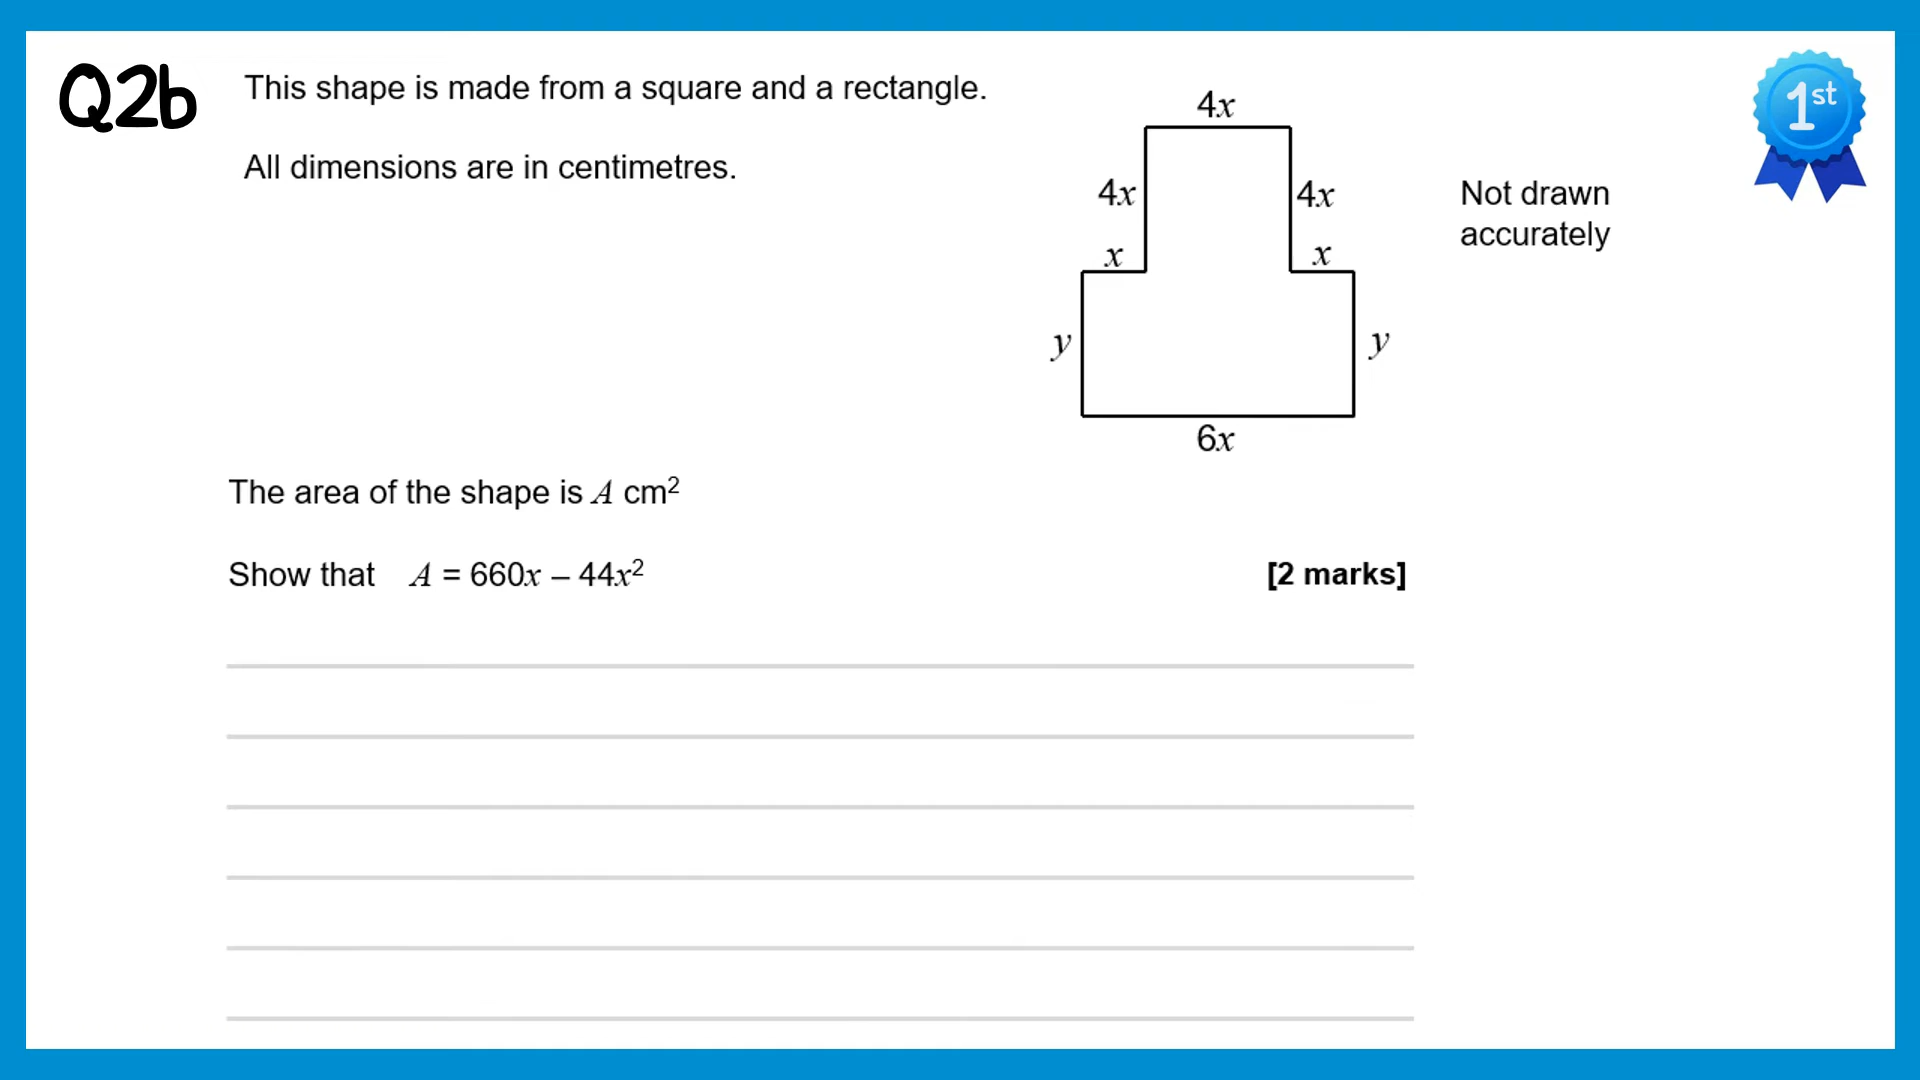 Q2b
This shape is made from a square and a rectangle.
All dimensions are in centimetres.
4x
4x
4x
x
x
y
y
6x
Not drawn
accurately
1st
The area of the shape is A cm²
Show that A = 660x – 44x²
[2 marks]